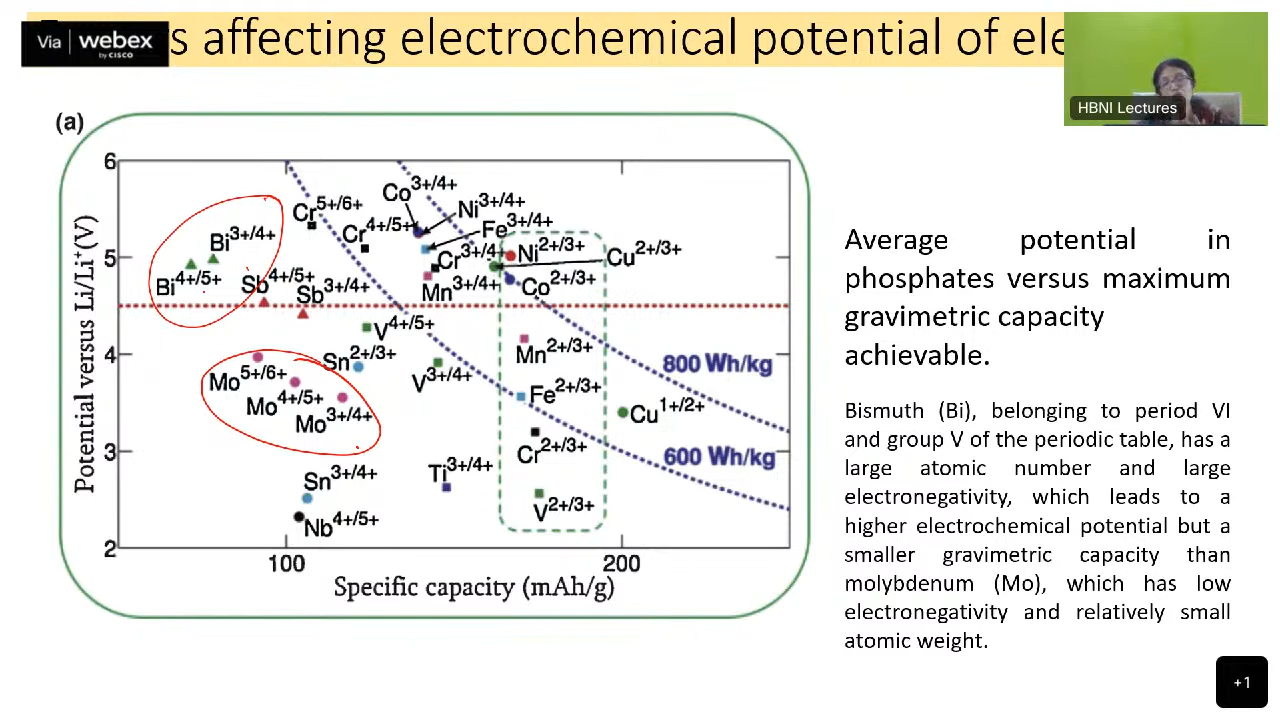 Via webex
by CISCO
s affecting electrochemical potential of ele
HBNI Lectures
(a)
6
5
4
3
2
100
200
Potential versus Li/Li⁺(V)
Specific capacity (mAh/g)
Co3+/4+
Cr5+/6+
Ni3+/4+
Cr4+/5+
Fe3+/4+
Bi3+/4+
Ni2+/3+
Cu2+/3+
Cr3+/4+
Bi4+/5+
Sb4+/5+
Sb3+/4+
Mn3+/4+
Co2+/3+
V4+/5+
Mn2+/3+
Sn2+/3+
800 Wh/kg
Mo5+/6+
V3+/4+
Fe2+/3+
Mo4+/5+
Cu1+/2+
Mo3+/4+
Cr2+/3+
600 Wh/kg
Ti3+/4+
Sn3+/4+
V2+/3+
Nb4+/5+
Average potential in
phosphates versus maximum
gravimetric capacity
achievable.
Bismuth (Bi), belonging to period VI
and group V of the periodic table, has a
large atomic number and large
electronegativity, which leads to a
higher electrochemical potential but a
smaller gravimetric capacity than
molybdenum (Mo), which has low
electronegativity and relatively small
atomic weight.
+1